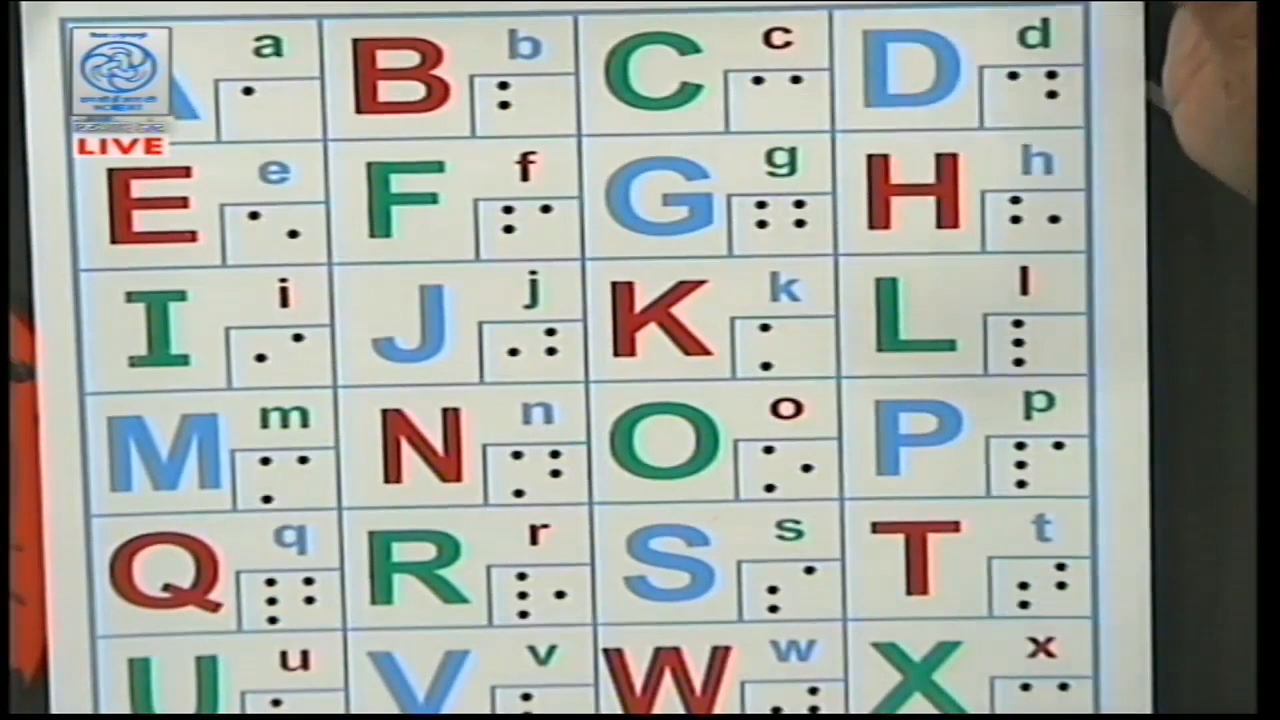 LIVE
A a B b C c D d
E e F f G g H h
I i J j K k L l
M m N n O o P p
Q q R r S s T t
U u V v W w X x